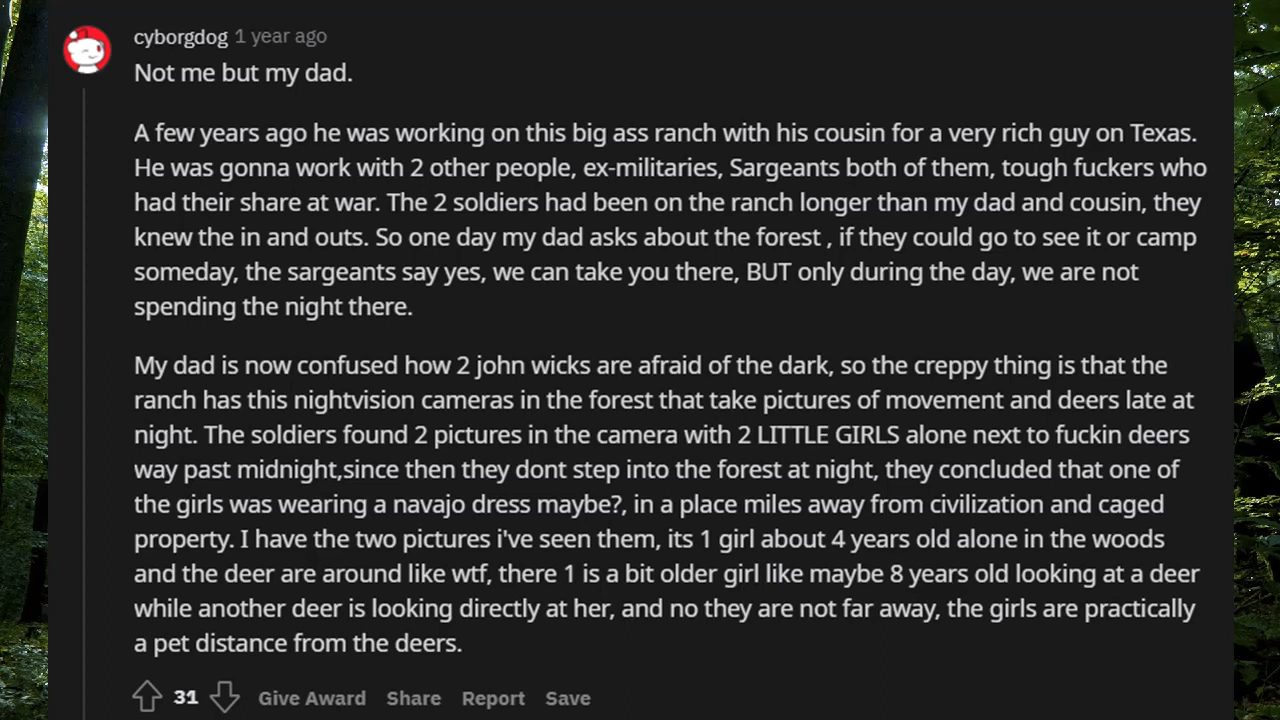 cyborgdog 1 year ago
Not me but my dad.
A few years ago he was working on this big ass ranch with his cousin for a very rich guy on Texas.
He was gonna work with 2 other people, ex-militaries, Sargeants both of them, tough fuckers who
had their share at war. The 2 soldiers had been on the ranch longer than my dad and cousin, they
knew the in and outs. So one day my dad asks about the forest , if they could go to see it or camp
someday, the sargeants say yes, we can take you there, BUT only during the day, we are not
spending the night there.
My dad is now confused how 2 john wicks are afraid of the dark, so the creppy thing is that the
ranch has this nightvision cameras in the forest that take pictures of movement and deers late at
night. The soldiers found 2 pictures in the camera with 2 LITTLE GIRLS alone next to fuckin deers
way past midnight,since then they dont step into the forest at night, they concluded that one of
the girls was wearing a navajo dress maybe?, in a place miles away from civilization and caged
property. I have the two pictures i've seen them, its 1 girl about 4 years old alone in the woods
and the deer are around like wtf, there 1 is a bit older girl like maybe 8 years old looking at a deer
while another deer is looking directly at her, and no they are not far away, the girls are practically
a pet distance from the deers.
31 Give Award Share Report Save